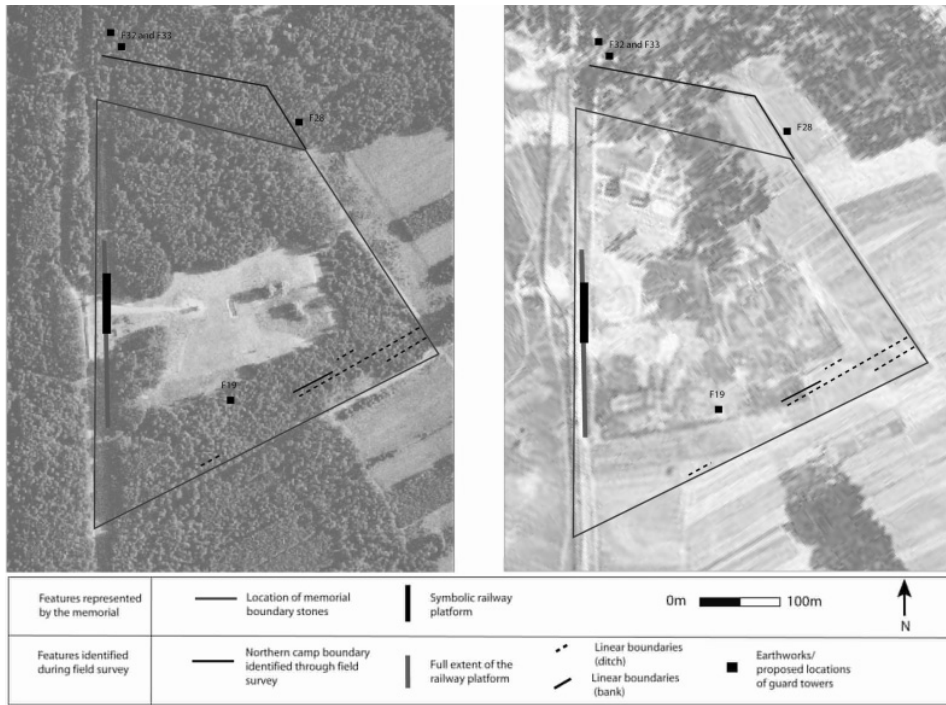 F32 and F33
F28
F19
F32 and F33
F28
F19
Features represented
by the memorial
Location of memorial
boundary stones
Symbolic railway
platform
0m
100m
N
Features identified
during field survey
Northern camp boundary
identified through field
survey
Full extent of the
railway platform
Linear boundaries
(ditch)
Linear boundaries
(bank)
Earthworks/
proposed locations
of guard towers